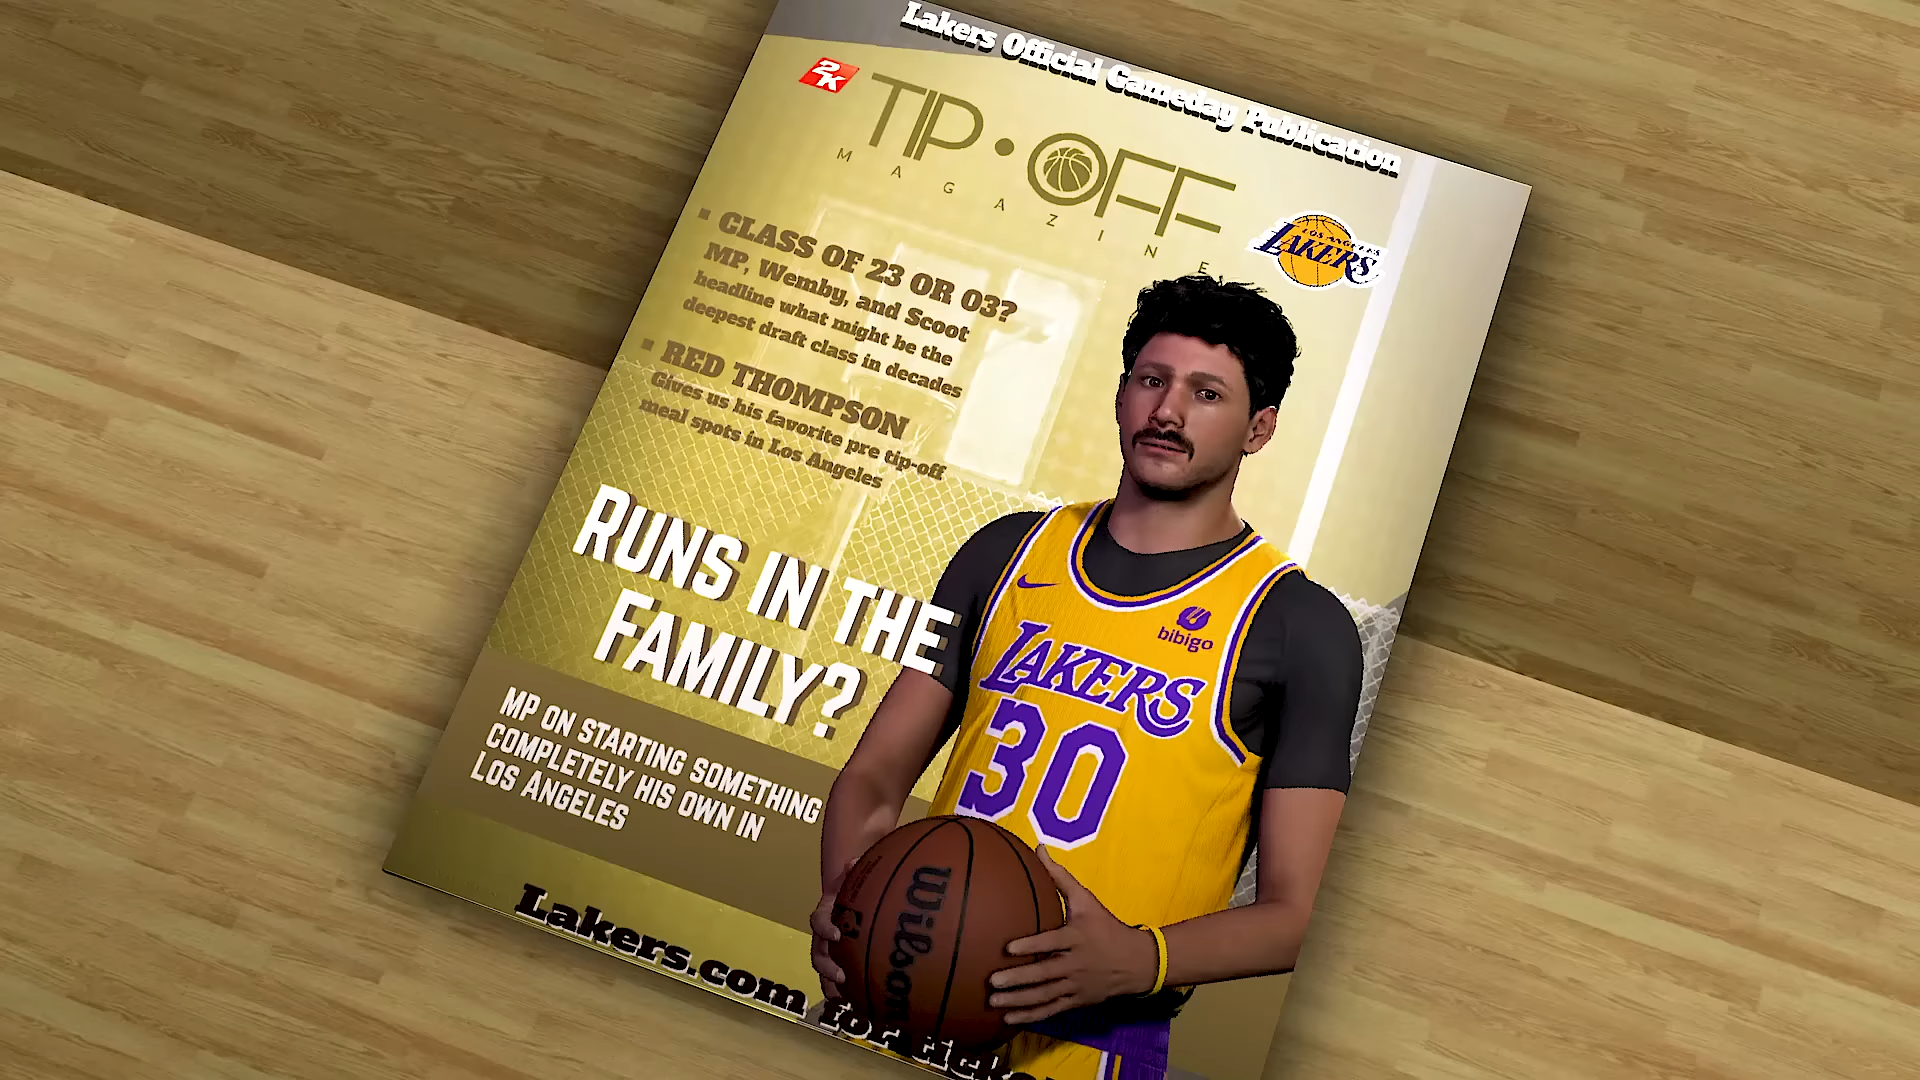 Lakers Official Gameday Publication
2K
TIP • OFF
MAGAZINE
LOS ANGELES
LAKERS
▪ CLASS OF 23 OR 03?
MP, Wemby, and Scoot
headline what might be the
deepest draft class in decades
▪ RED THOMPSON
Gives us his favorite pre tip-off
meal spots in Los Angeles
RUNS IN THE
FAMILY?
MP ON STARTING SOMETHING
COMPLETELY HIS OWN IN
LOS ANGELES
bibigo
LAKERS
30
Wilson
Lakers.com for